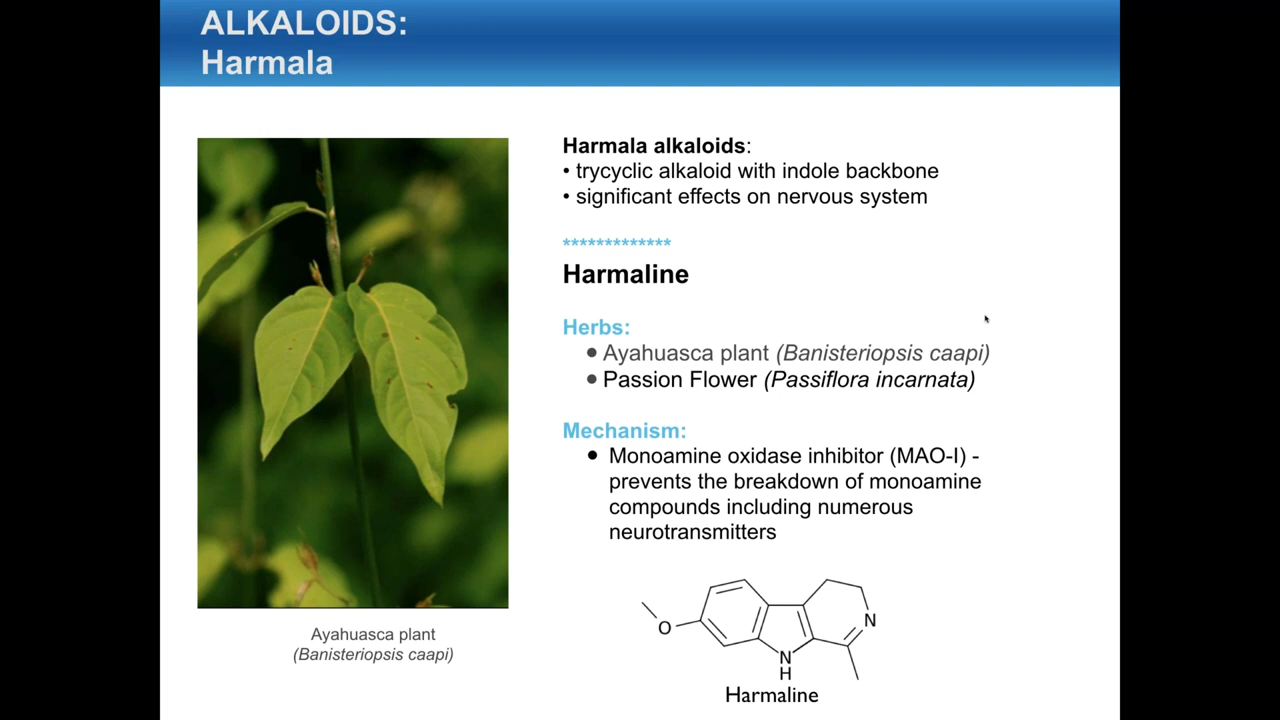 ALKALOIDS:
Harmala
Harmala alkaloids:
• trycyclic alkaloid with indole backbone
• significant effects on nervous system
*************
Harmaline
Herbs:
● Ayahuasca plant (Banisteriopsis caapi)
● Passion Flower (Passiflora incarnata)
Mechanism:
● Monoamine oxidase inhibitor (MAO-I) -
prevents the breakdown of monoamine
compounds including numerous
neurotransmitters
O
N
N
H
Harmaline
Ayahuasca plant
(Banisteriopsis caapi)